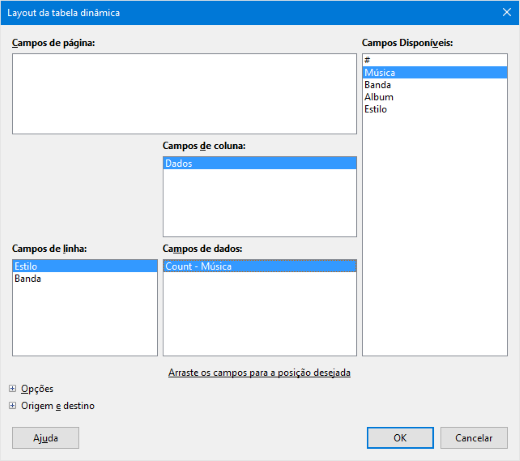 Layout da tabela dinâmica
Campos de página:
Campos Disponíveis:
#
Música
Banda
Album
Estilo
Campos de coluna:
Dados
Campos de linha:
Estilo
Banda
Campos de dados:
Count - Música
Arraste os campos para a posição desejada
Opções
Origem e destino
Ajuda
OK
Cancelar